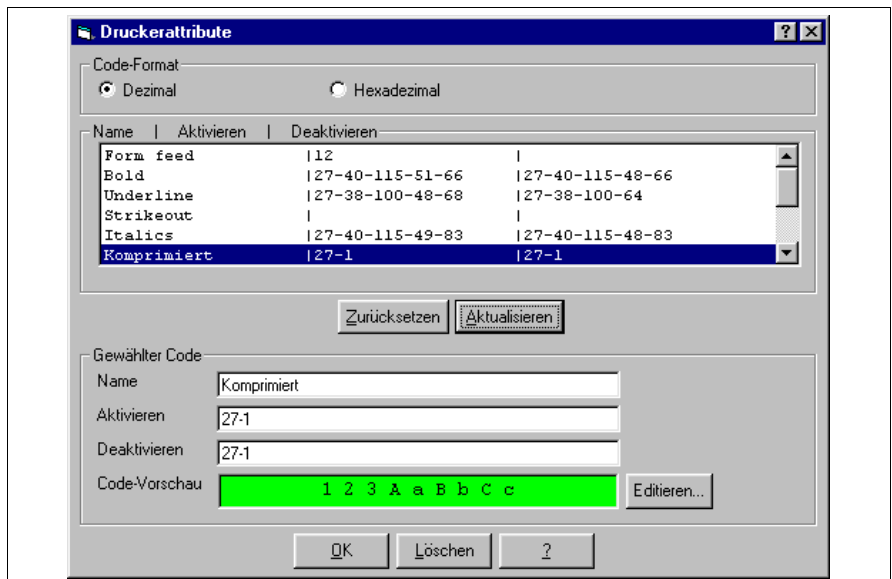 Druckerattribute
Code-Format
Dezimal Hexadezimal
Name | Aktivieren | Deaktivieren
Form feed |12 |
Bold |27-40-115-51-66 |27-40-115-48-66
Underline |27-38-100-48-68 |27-38-100-64
Strikeout | |
Italics |27-40-115-49-83 |27-40-115-48-83
Komprimiert |27-1 |27-1
Zurücksetzen Aktualisieren
Gewählter Code
Name Komprimiert
Aktivieren 27-1
Deaktivieren 27-1
Code-Vorschau 1 2 3 A a B b C c Editieren...
OK Löschen ?